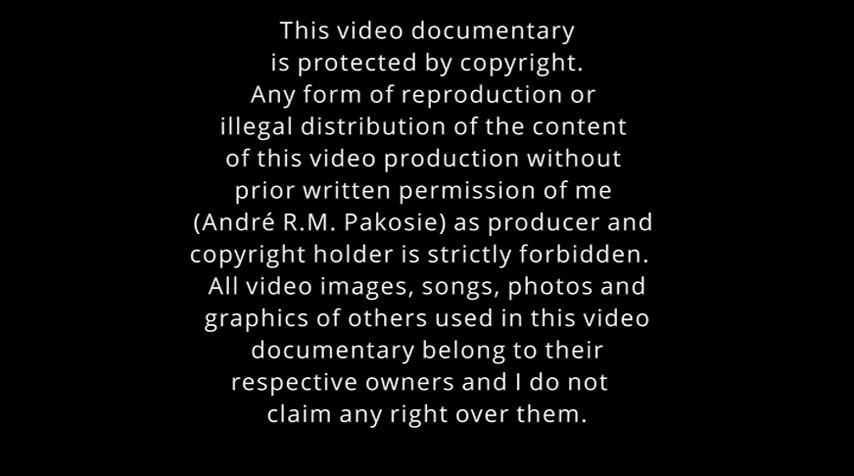 This video documentary
is protected by copyright.
Any form of reproduction or
illegal distribution of the content
of this video production without
prior written permission of me
(André R.M. Pakosie) as producer and
copyright holder is strictly forbidden.
All video images, songs, photos and
graphics of others used in this video
documentary belong to their
respective owners and I do not
claim any right over them.